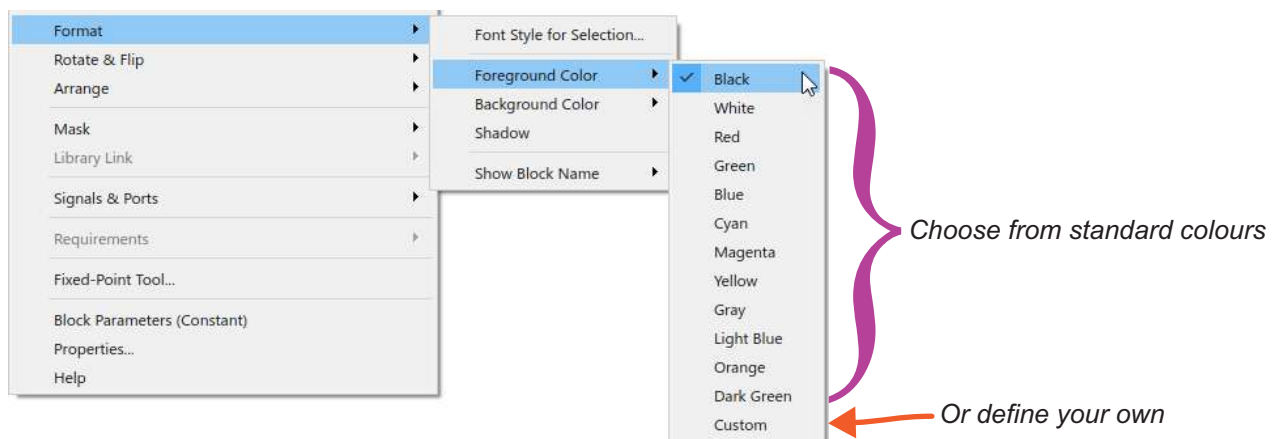 Format
Rotate & Flip
Arrange
Mask
Library Link
Signals & Ports
Requirements
Fixed-Point Tool...
Block Parameters (Constant)
Properties...
Help
Font Style for Selection...
Foreground Color
Background Color
Shadow
Show Block Name
Black
White
Red
Green
Blue
Cyan
Magenta
Yellow
Gray
Light Blue
Orange
Dark Green
Custom
Choose from standard colours
Or define your own